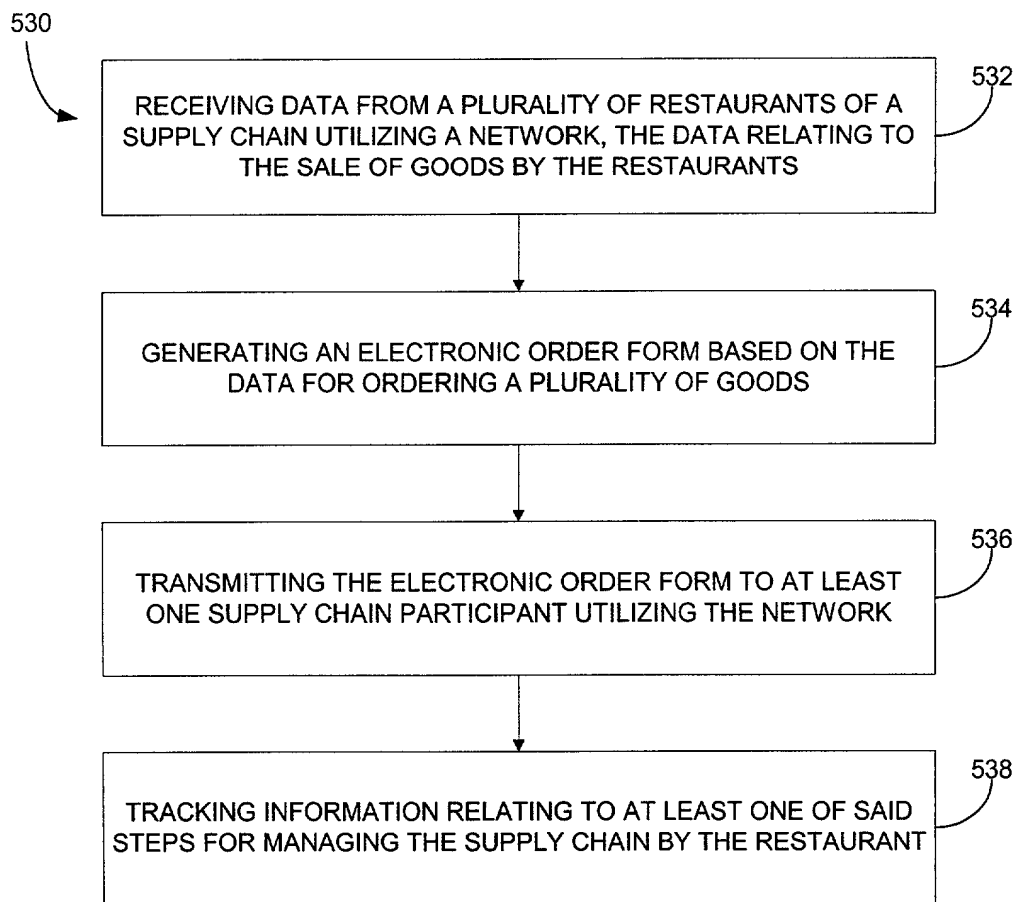 530
532
RECEIVING DATA FROM A PLURALITY OF RESTAURANTS OF A
SUPPLY CHAIN UTILIZING A NETWORK, THE DATA RELATING TO
THE SALE OF GOODS BY THE RESTAURANTS
534
GENERATING AN ELECTRONIC ORDER FORM BASED ON THE
DATA FOR ORDERING A PLURALITY OF GOODS
536
TRANSMITTING THE ELECTRONIC ORDER FORM TO AT LEAST
ONE SUPPLY CHAIN PARTICIPANT UTILIZING THE NETWORK
538
TRACKING INFORMATION RELATING TO AT LEAST ONE OF SAID
STEPS FOR MANAGING THE SUPPLY CHAIN BY THE RESTAURANT